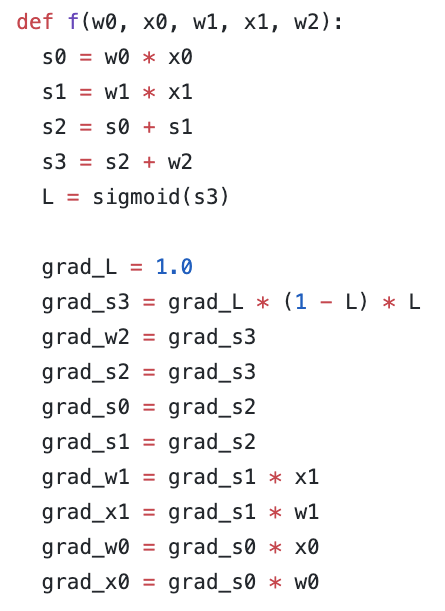 def f(w0, x0, w1, x1, w2):
  s0 = w0 * x0
  s1 = w1 * x1
  s2 = s0 + s1
  s3 = s2 + w2
  L = sigmoid(s3)

  grad_L = 1.0
  grad_s3 = grad_L * (1 - L) * L
  grad_w2 = grad_s3
  grad_s2 = grad_s3
  grad_s0 = grad_s2
  grad_s1 = grad_s2
  grad_w1 = grad_s1 * x1
  grad_x1 = grad_s1 * w1
  grad_w0 = grad_s0 * x0
  grad_x0 = grad_s0 * w0